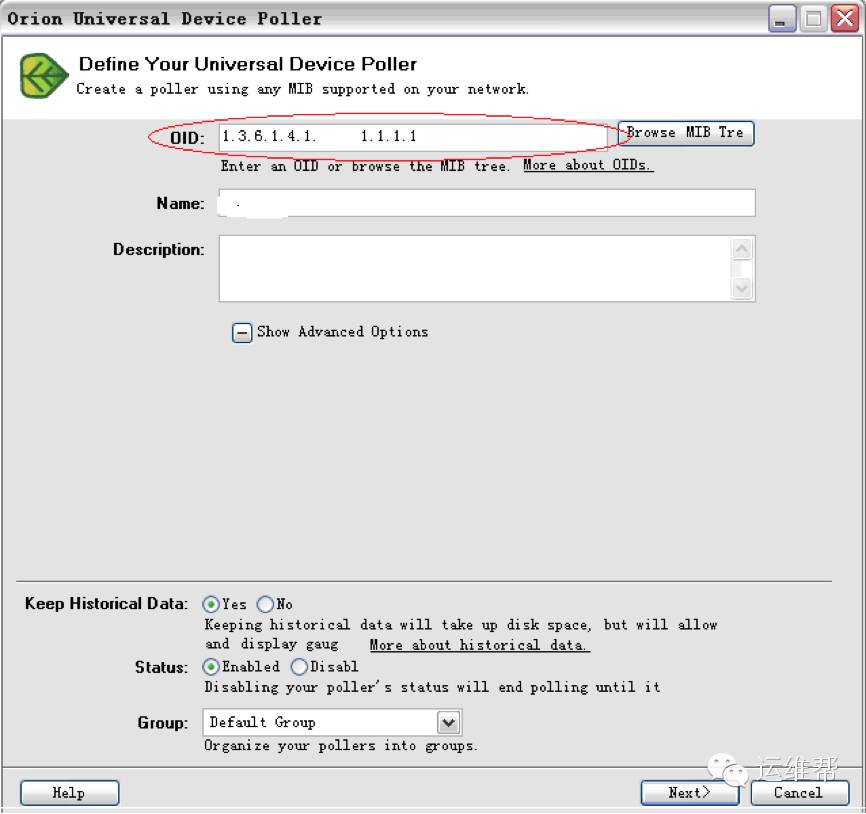 Orion Universal Device Poller
Define Your Universal Device Poller
Create a poller using any MIB supported on your network.
OID: 1.3.6.1.4.1. 1.1.1.1 Browse MIB Tre
Enter an OID or browse the MIB tree. More about OIDs.
Name: .
Description:
Show Advanced Options
Keep Historical Data: Yes No
Keeping historical data will take up disk space, but will allow
and display gaug More about historical data.
Status: Enabled Disabl
Disabling your poller's status will end polling until it
Group: Default Group
Organize your pollers into groups.
运维帮
Help Next> Cancel